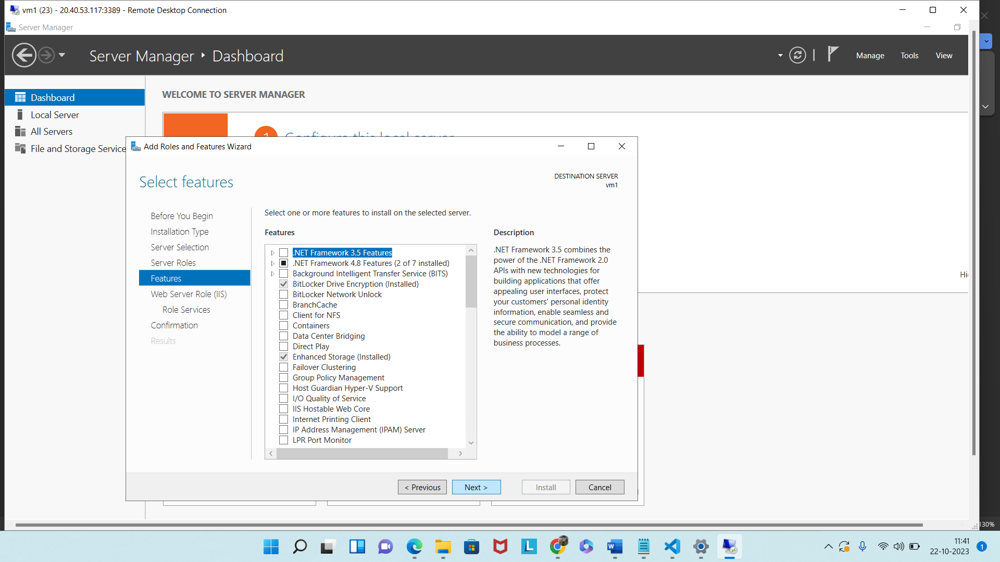 vm1 (23) - 20.40.53.117:3389 - Remote Desktop Connection
Server Manager
Server Manager ‣ Dashboard
Manage
Tools
View
Dashboard
Local Server
All Servers
File and Storage Service
WELCOME TO SERVER MANAGER
1 Configure this local server
Add Roles and Features Wizard
Select features
DESTINATION SERVER
vm1
Before You Begin
Installation Type
Server Selection
Server Roles
Features
Web Server Role (IIS)
Role Services
Confirmation
Results
Select one or more features to install on the selected server.
Features
.NET Framework 3.5 Features
.NET Framework 4.8 Features (2 of 7 installed)
Background Intelligent Transfer Service (BITS)
BitLocker Drive Encryption (Installed)
BitLocker Network Unlock
BranchCache
Client for NFS
Containers
Data Center Bridging
Direct Play
Enhanced Storage (Installed)
Failover Clustering
Group Policy Management
Host Guardian Hyper-V Support
I/O Quality of Service
IIS Hostable Web Core
Internet Printing Client
IP Address Management (IPAM) Server
LPR Port Monitor
Description
.NET Framework 3.5 combines the
power of the .NET Framework 2.0
APIs with new technologies for
building applications that offer
appealing user interfaces, protect
your customers' personal identity
information, enable seamless and
secure communication, and provide
the ability to model a range of
business processes.
Hi
< Previous
Next >
Install
Cancel
130%
11:41
22-10-2023
1